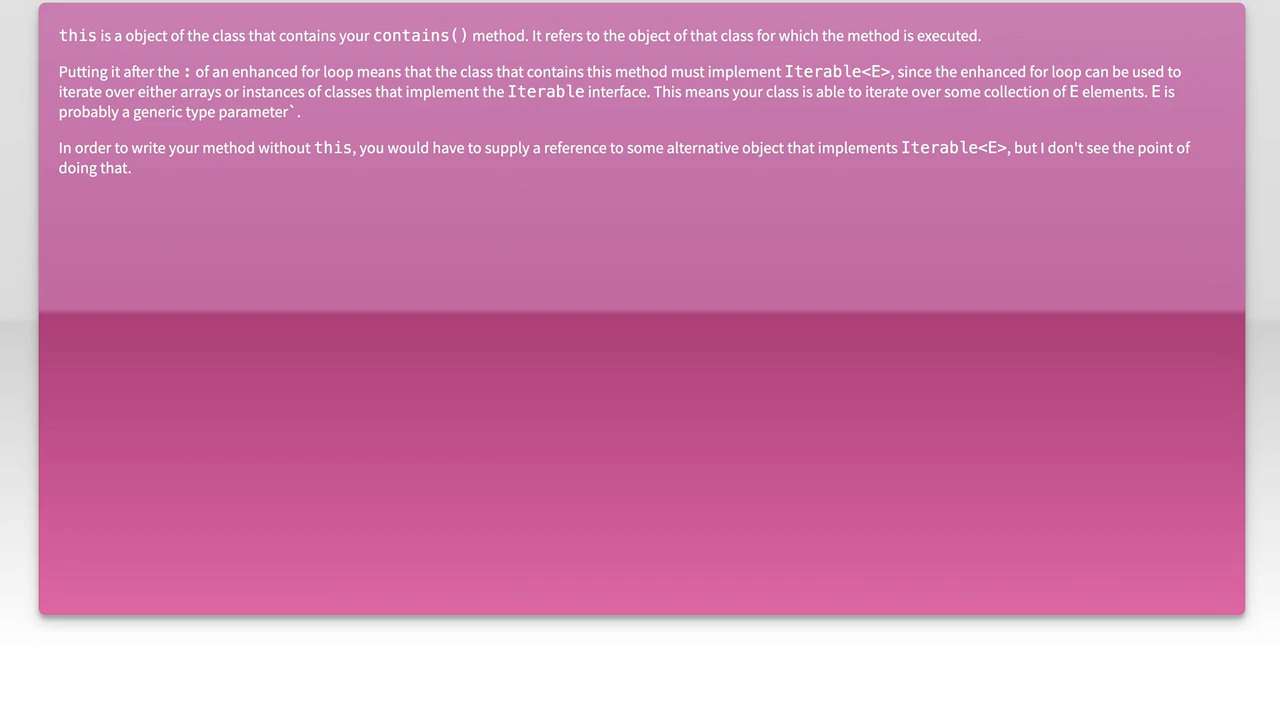 this is a object of the class that contains your contains() method. It refers to the object of that class for which the method is executed.
Putting it after the : of an enhanced for loop means that the class that contains this method must implement Iterable<E>, since the enhanced for loop can be used to
iterate over either arrays or instances of classes that implement the Iterable interface. This means your class is able to iterate over some collection of E elements. E is
probably a generic type parameter`.
In order to write your method without this, you would have to supply a reference to some alternative object that implements Iterable<E>, but I don't see the point of
doing that.